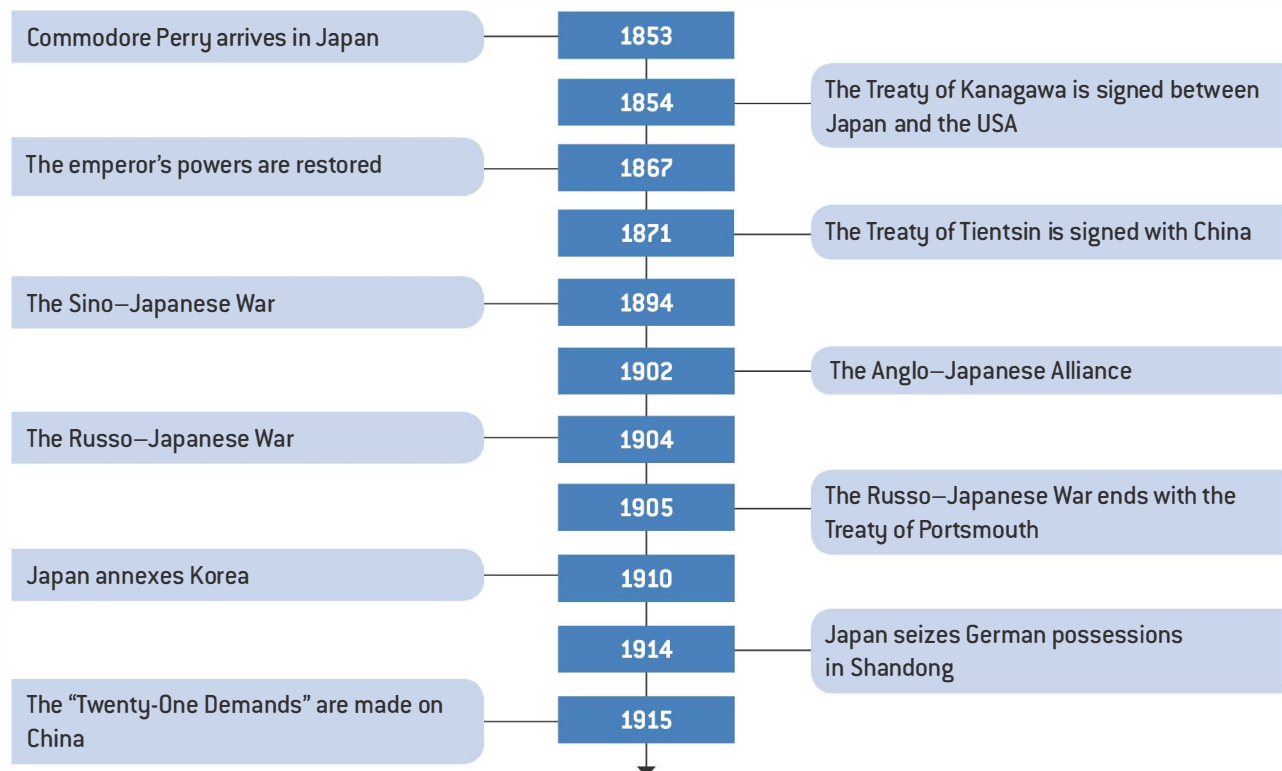 Commodore Perry arrives in Japan
1853
1854
The Treaty of Kanagawa is signed between
Japan and the USA
The emperor’s powers are restored
1867
1871
The Treaty of Tientsin is signed with China
The Sino–Japanese War
1894
1902
The Anglo–Japanese Alliance
The Russo–Japanese War
1904
1905
The Russo–Japanese War ends with the
Treaty of Portsmouth
Japan annexes Korea
1910
1914
Japan seizes German possessions
in Shandong
The “Twenty-One Demands” are made on
China
1915